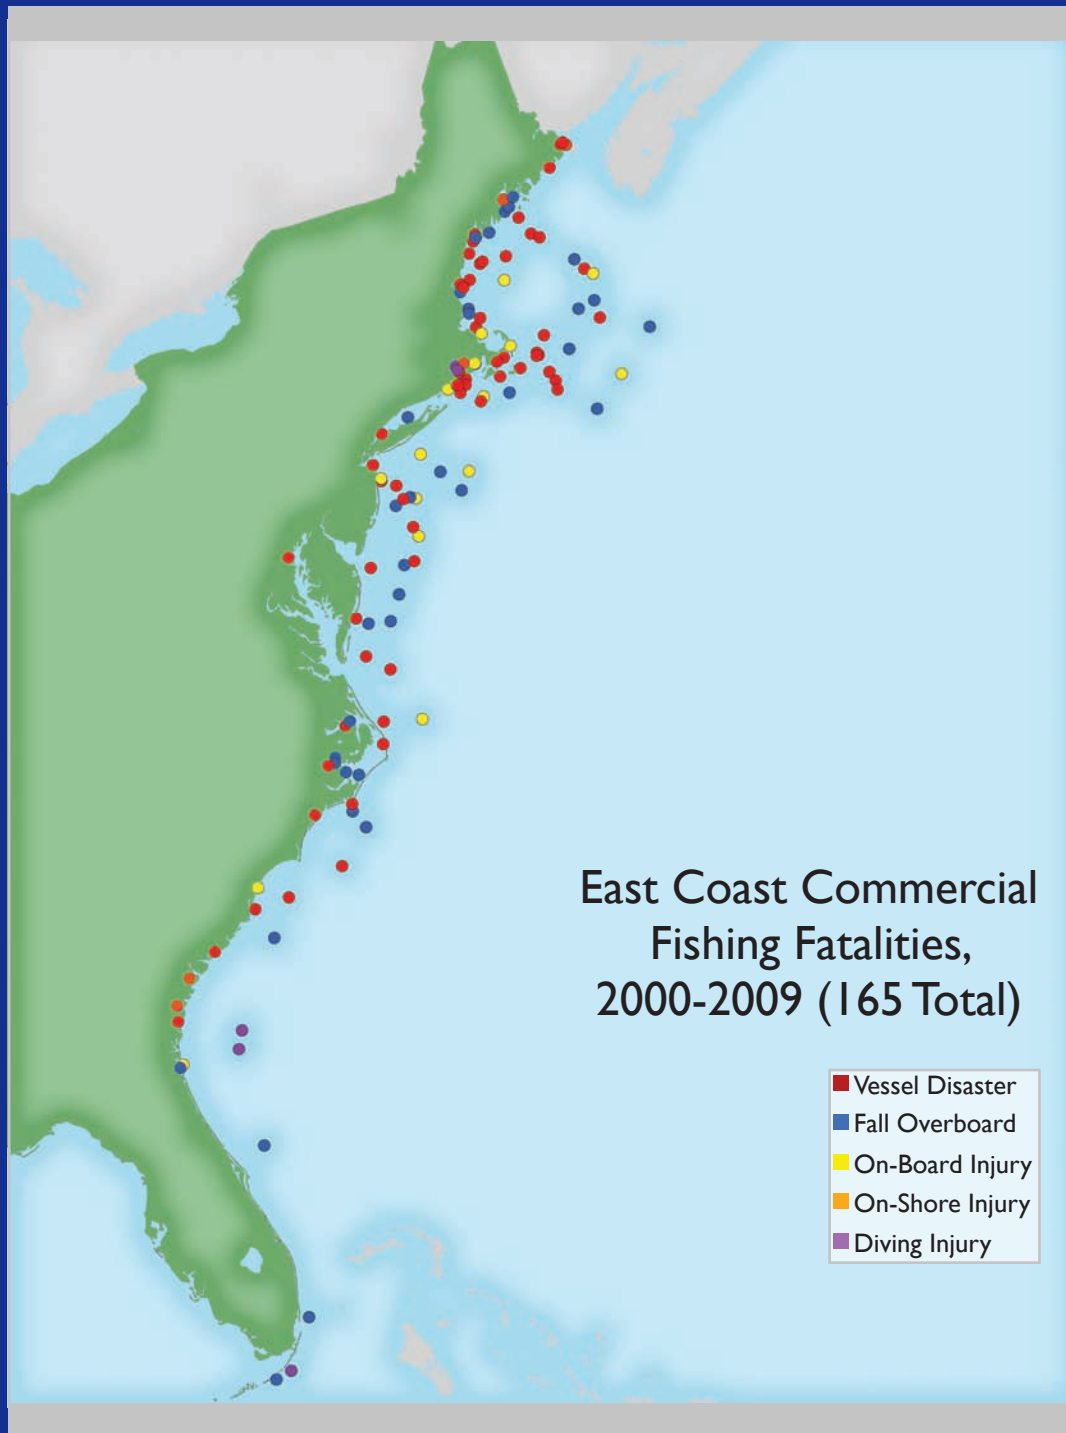 East Coast Commercial
Fishing Fatalities,
2000-2009 (165 Total)
Vessel Disaster
Fall Overboard
On-Board Injury
On-Shore Injury
Diving Injury